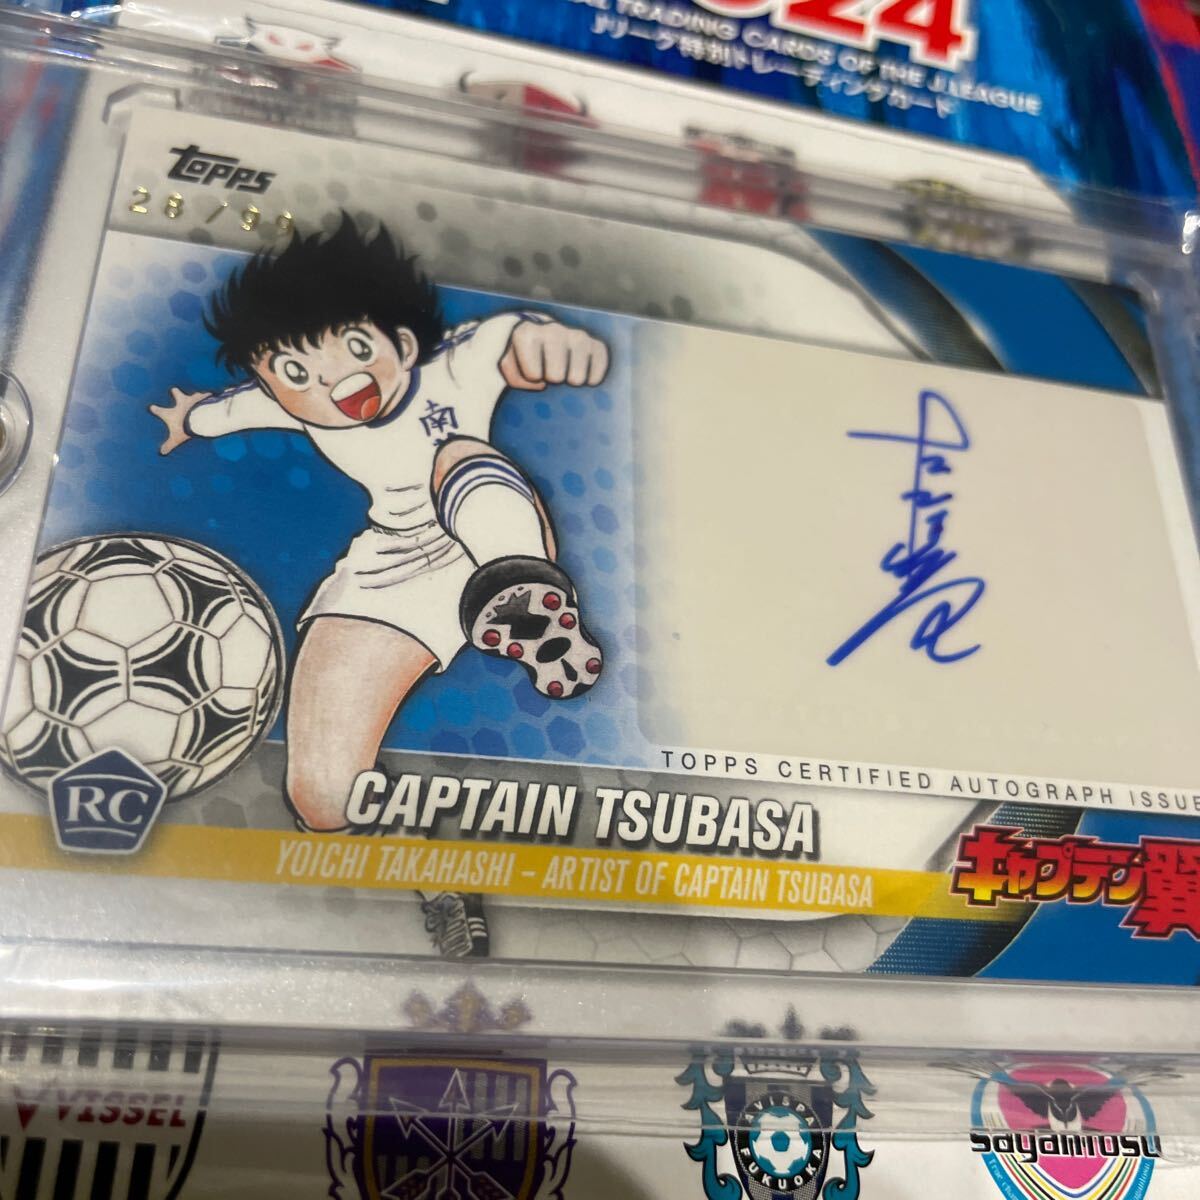 2024
TRADING CARDS OF THE J.LEAGUE
Jリーグ特別トレーディングカード
topps
28/99
南
TOPPS CERTIFIED AUTOGRAPH ISSUE
RC
CAPTAIN TSUBASA
YOICHI TAKAHASHI – ARTIST OF CAPTAIN TSUBASA
キャプテン翼
VISSEL
AVISPA
FUKUOKA
Sagantosu